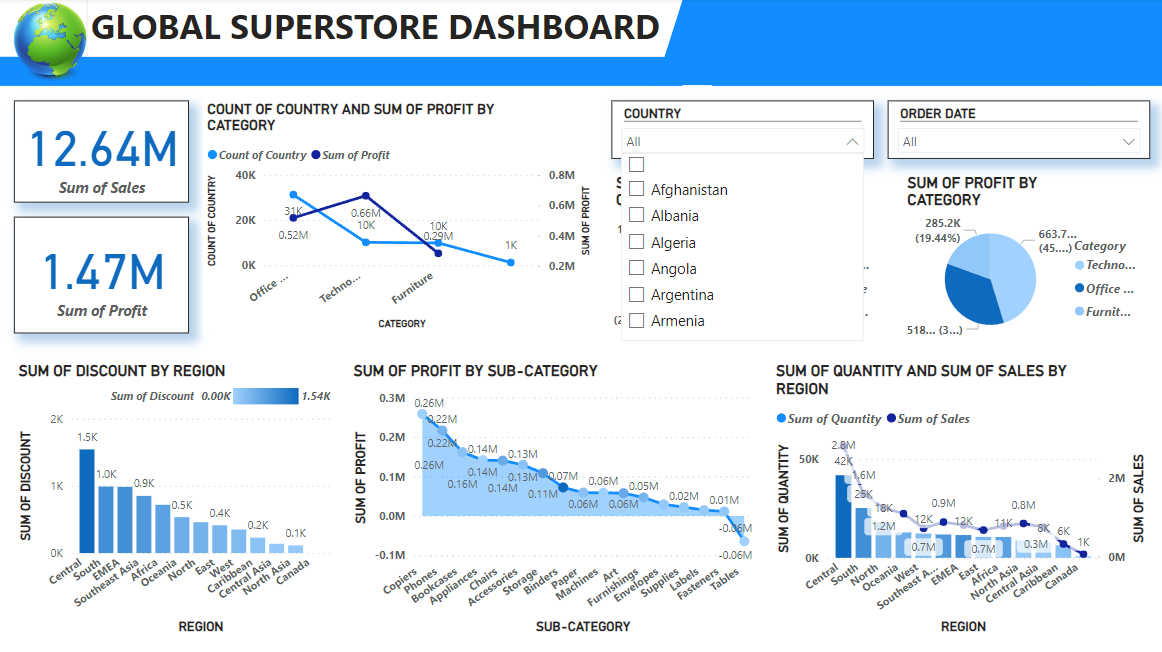 GLOBAL SUPERSTORE DASHBOARD
12.64M
Sum of Sales
1.47M
Sum of Profit
COUNT OF COUNTRY AND SUM OF PROFIT BY
CATEGORY
Count of Country
Sum of Profit
COUNT OF COUNTRY
40K
20K
0K
31K
0.52M
0.66M
10K
10K
0.29M
1K
0.8M
0.6M
0.4M
0.2M
SUM OF PROFIT
Office ...
Techno...
Furniture
CATEGORY
COUNTRY
All
Afghanistan
Albania
Algeria
Angola
Argentina
Armenia
ORDER DATE
All
SUM OF PROFIT BY
CATEGORY
285.2K
(19.44%)
663.7...
(45....)
518... (3...)
Category
Techno...
Office ...
Furnit...
SUM OF DISCOUNT BY REGION
Sum of Discount 0.00K 1.54K
SUM OF DISCOUNT
2K
1K
0K
1.5K
1.0K
0.9K
0.5K
0.4K
0.2K
0.1K
Central
South
EMEA
Southeast Asia
Africa
Oceania
North
East
West
Caribbean
Central Asia
North Asia
Canada
REGION
SUM OF PROFIT BY SUB-CATEGORY
SUM OF PROFIT
0.3M
0.2M
0.1M
0.0M
-0.1M
0.26M
0.22M
0.22M
0.26M
0.16M
0.14M
0.14M
0.14M
0.13M
0.13M
0.11M
0.07M
0.06M
0.06M
0.06M
0.05M
0.02M
0.01M
-0.06M
-0.06M
Copiers
Phones
Bookcases
Appliances
Chairs
Accessories
Storage
Binders
Paper
Machines
Art
Furnishings
Envelopes
Supplies
Labels
Fasteners
Tables
SUB-CATEGORY
SUM OF QUANTITY AND SUM OF SALES BY
REGION
Sum of Quantity
Sum of Sales
SUM OF QUANTITY
50K
0K
2.8M
42K
1.6M
25K
18K
1.2M
12K
0.7M
0.9M
12K
0.7M
11K
0.8M
8K
0.3M
6K
1K
2M
0M
SUM OF SALES
Central
South
North
Oceania
West
Southeast A...
EMEA
East
Africa
North Asia
Central Asia
Caribbean
Canada
REGION